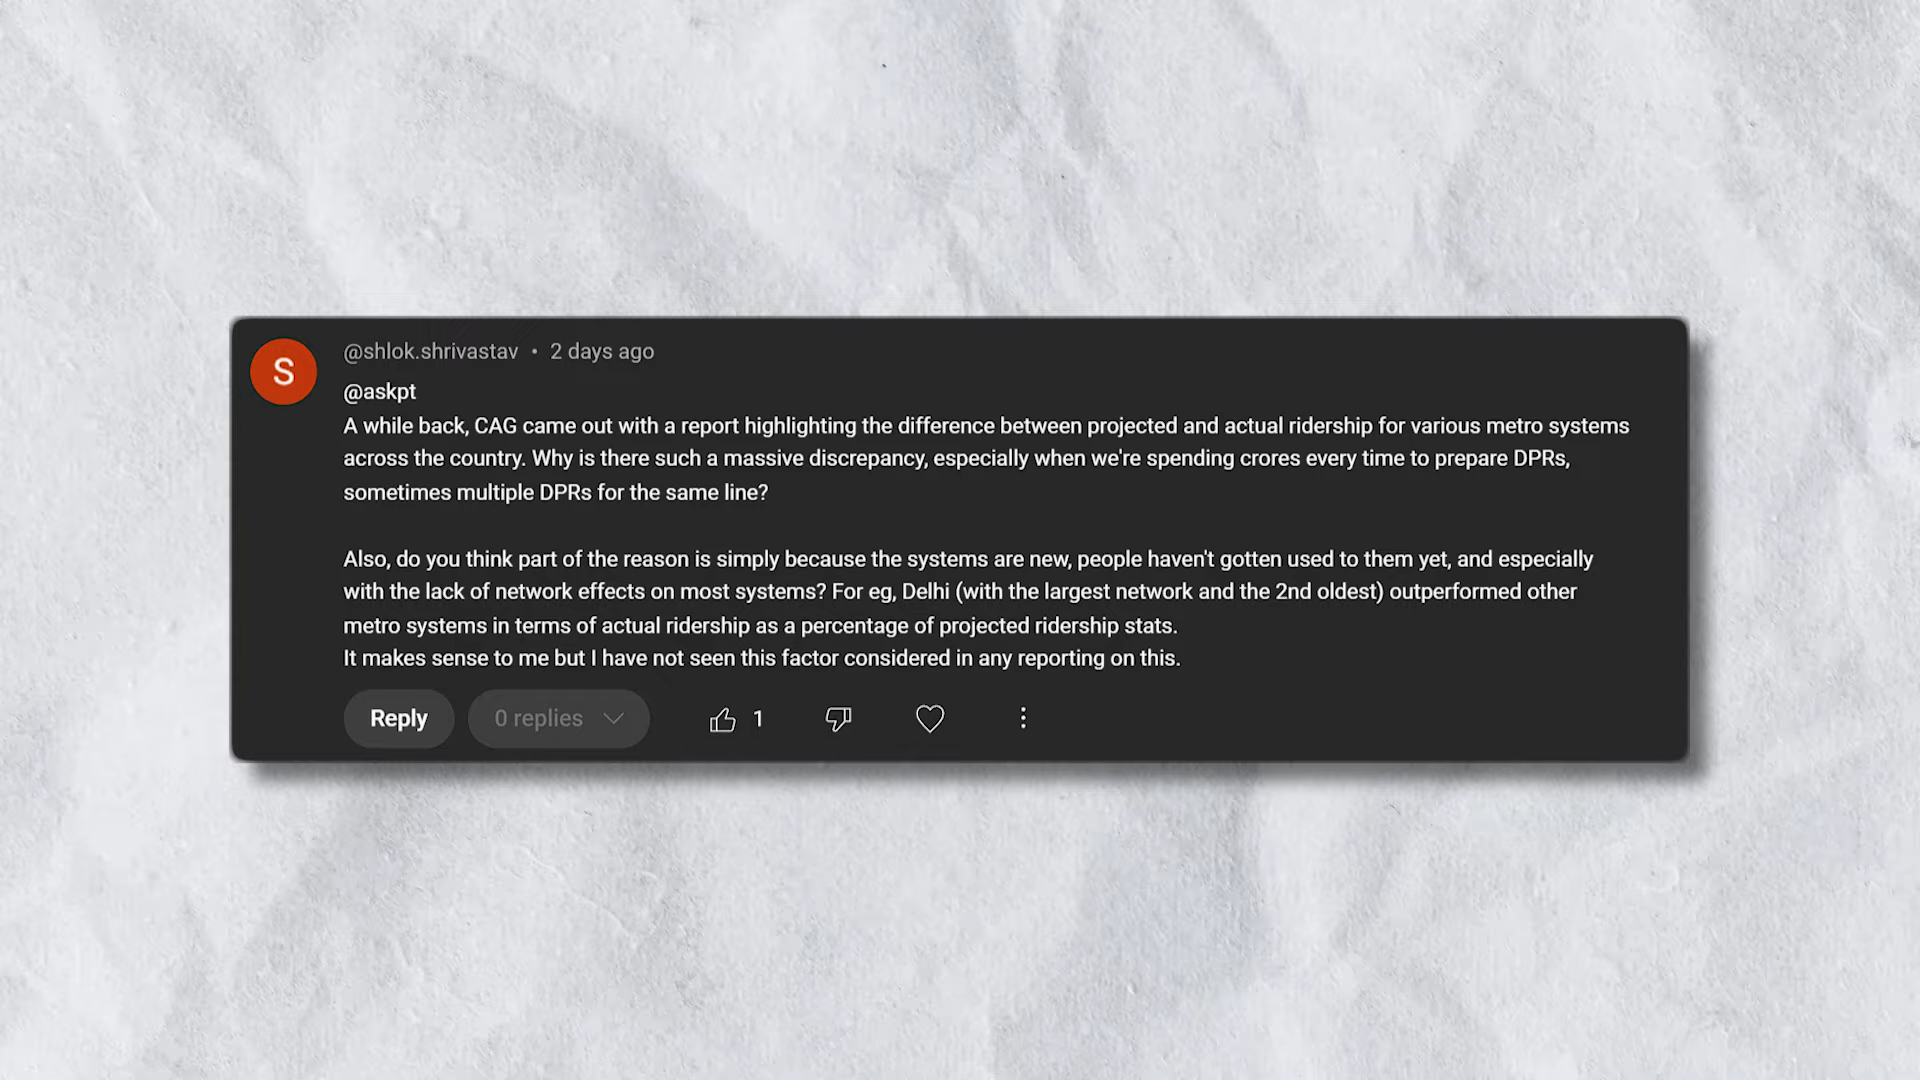 S
@shlok.shrivastav • 2 days ago
@askpt
A while back, CAG came out with a report highlighting the difference between projected and actual ridership for various metro systems
across the country. Why is there such a massive discrepancy, especially when we're spending crores every time to prepare DPRs,
sometimes multiple DPRs for the same line?
Also, do you think part of the reason is simply because the systems are new, people haven't gotten used to them yet, and especially
with the lack of network effects on most systems? For eg, Delhi (with the largest network and the 2nd oldest) outperformed other
metro systems in terms of actual ridership as a percentage of projected ridership stats.
It makes sense to me but I have not seen this factor considered in any reporting on this.
Reply 0 replies 1